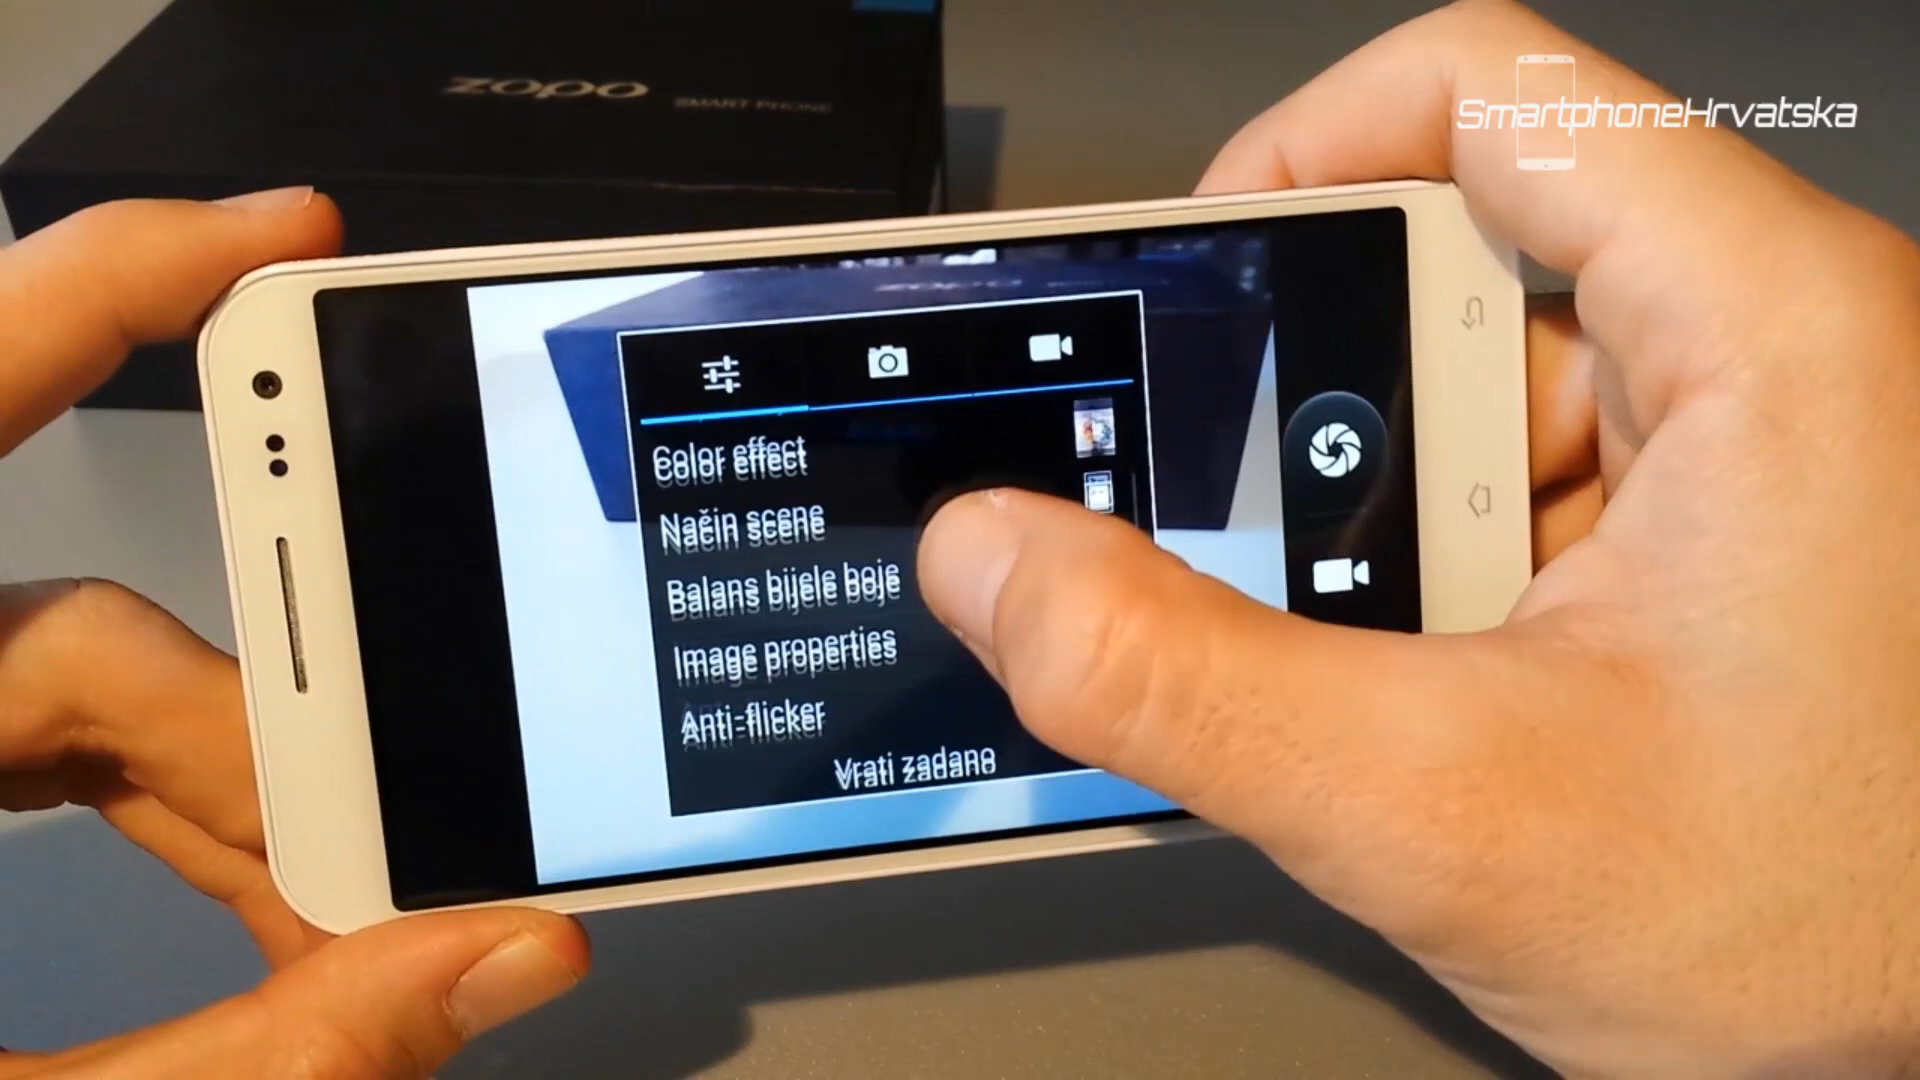 zopo SMART PHONE
SmartphoneHrvatska
Color effect
Način scene
Balans bijele boje
Image properties
Anti-flicker
Vrati zadano